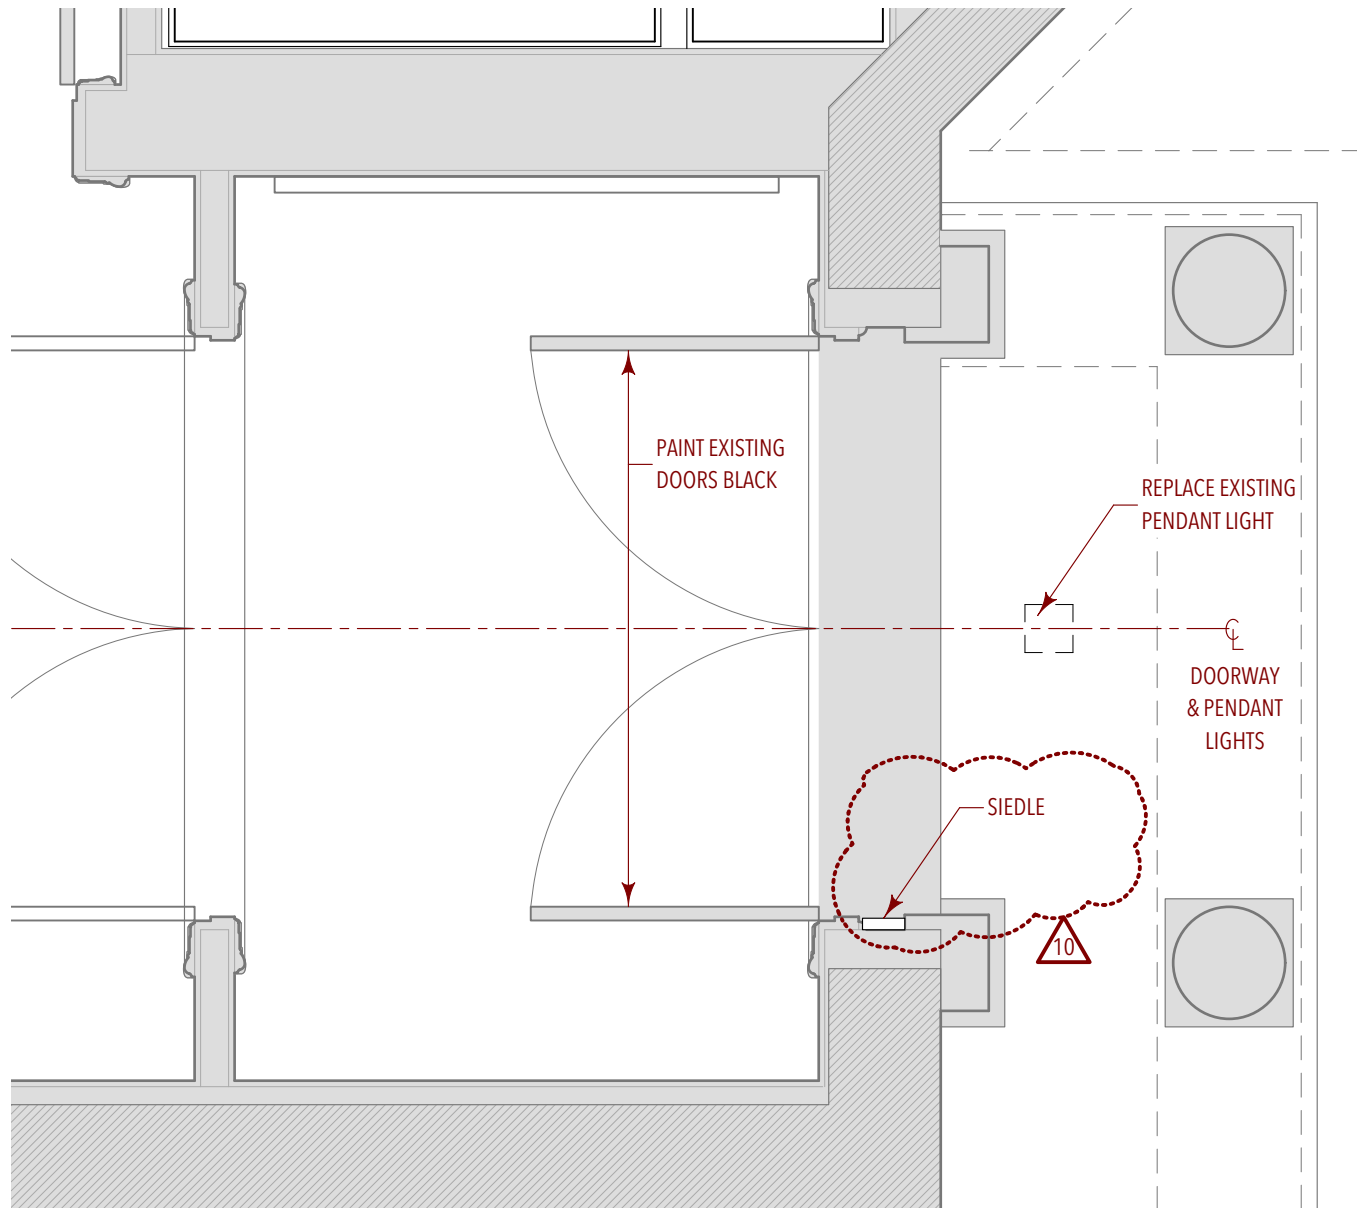 PAINT EXISTING
DOORS BLACK
REPLACE EXISTING
PENDANT LIGHT
℄
DOORWAY
& PENDANT
LIGHTS
SIEDLE
10